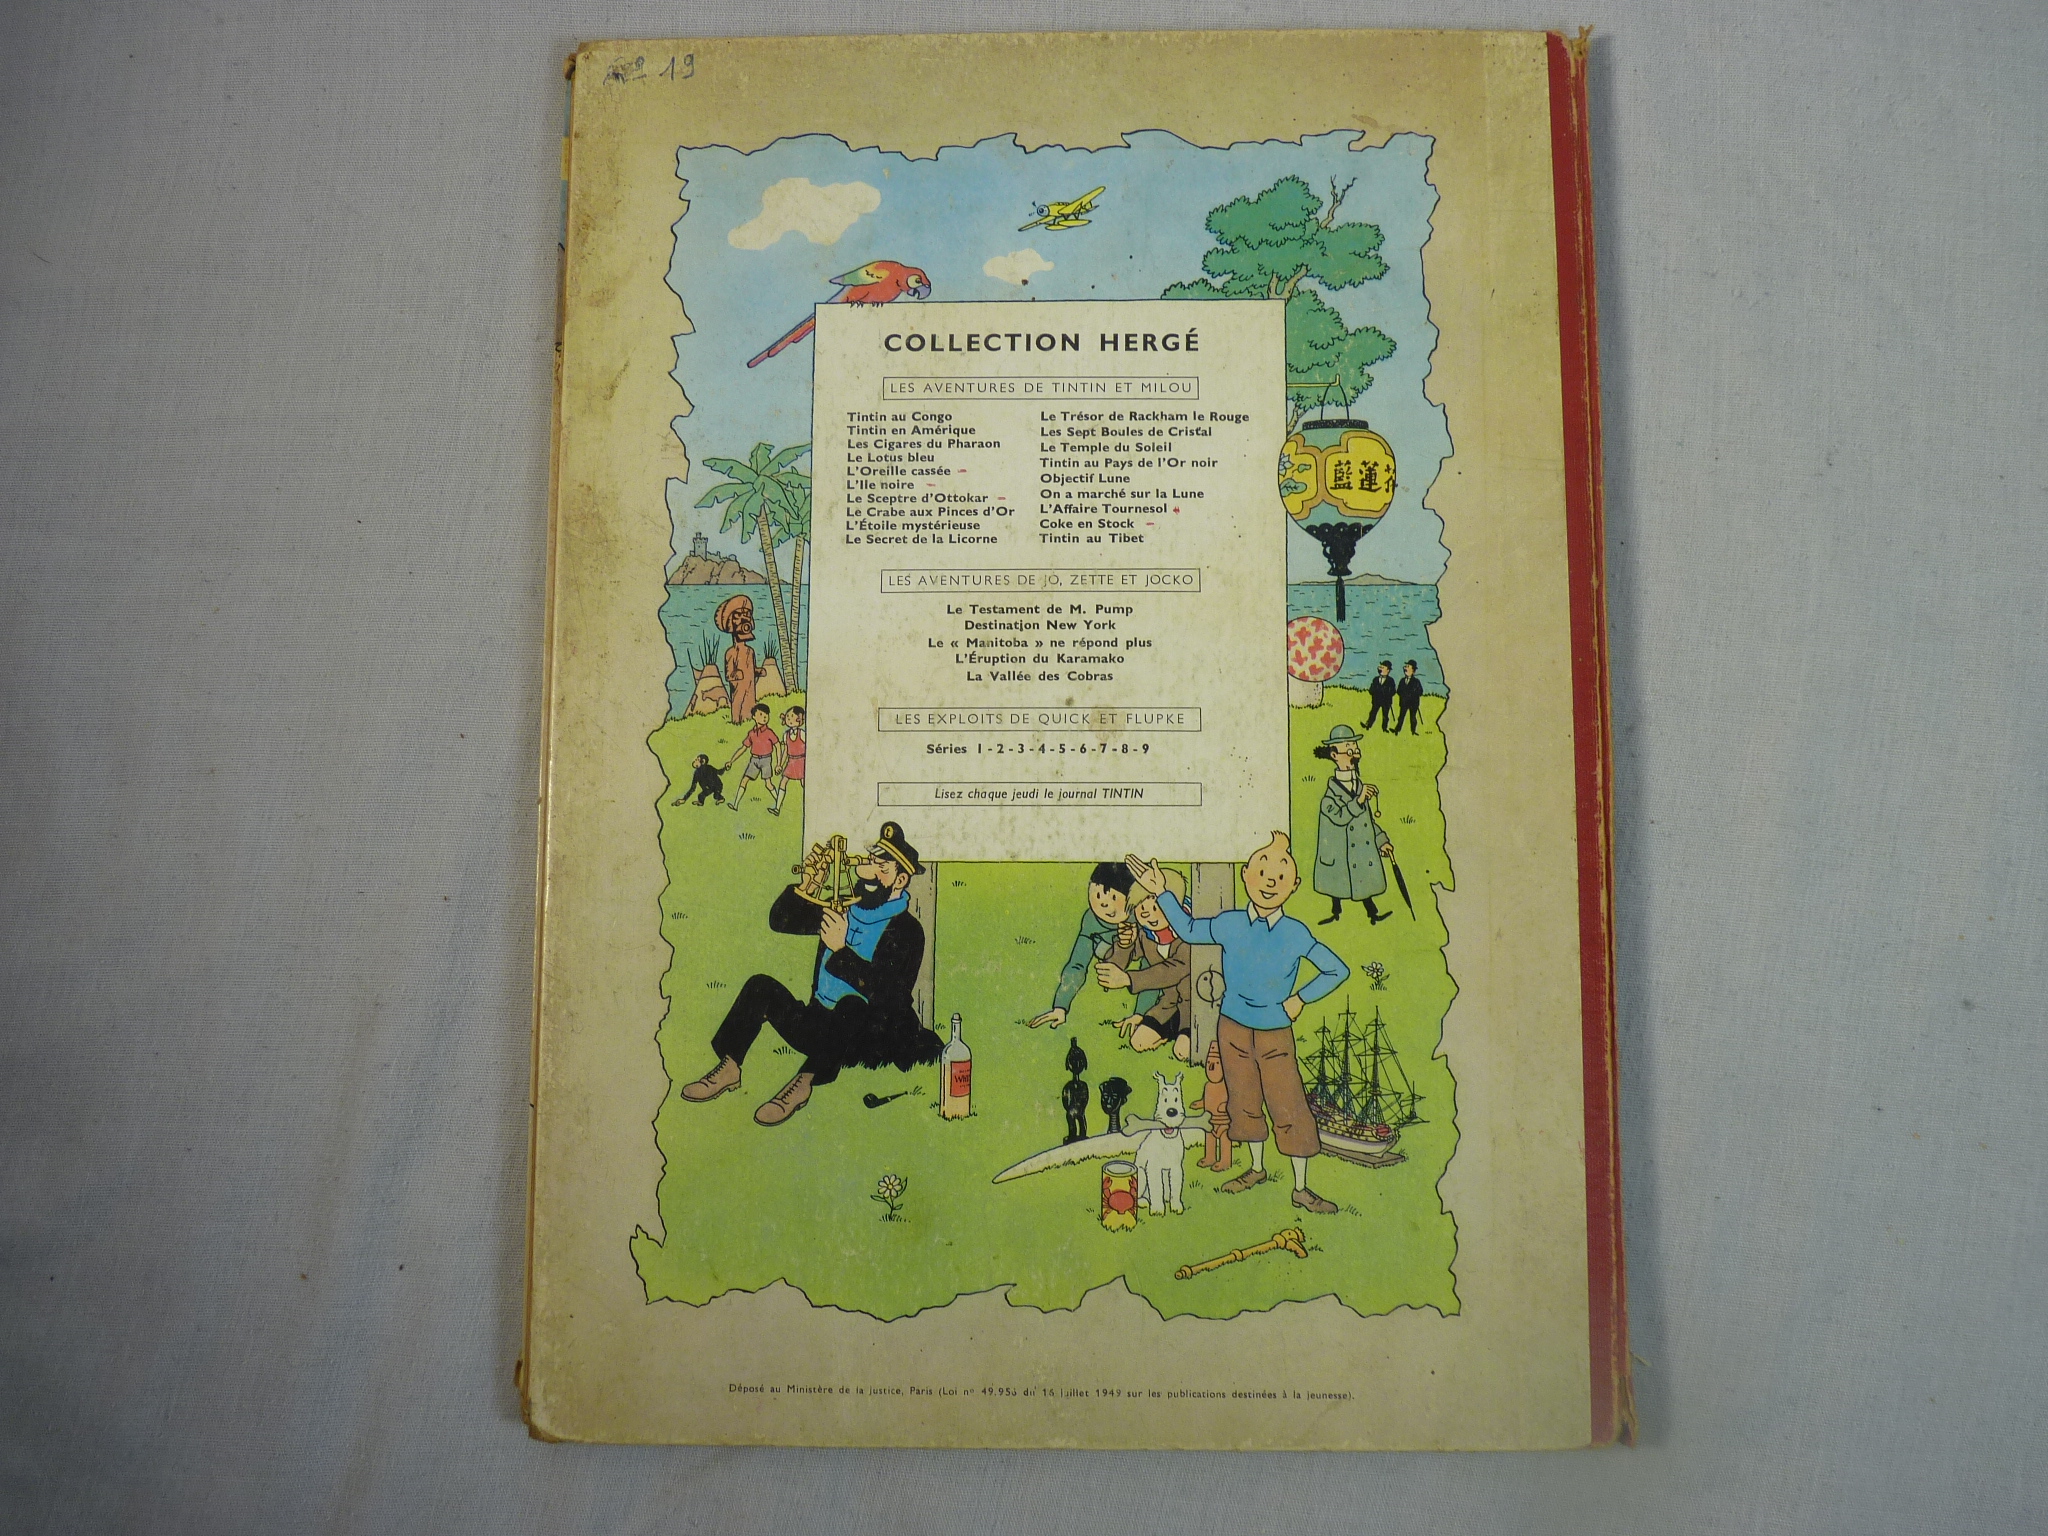 Nº 19
COLLECTION HERGÉ
LES AVENTURES DE TINTIN ET MILOU
Tintin au Congo
Tintin en Amérique
Les Cigares du Pharaon
Le Lotus bleu
L'Oreille cassée
L'Ile noire
Le Sceptre d'Ottokar
Le Crabe aux Pinces d'Or
L'Étoile mystérieuse
Le Secret de la Licorne
Le Trésor de Rackham le Rouge
Les Sept Boules de Cristal
Le Temple du Soleil
Tintin au Pays de l'Or noir
Objectif Lune
On a marché sur la Lune
L'Affaire Tournesol
Coke en Stock
Tintin au Tibet
LES AVENTURES DE JO, ZETTE ET JOCKO
Le Testament de M. Pump
Destination New York
Le « Manitoba » ne répond plus
L'Éruption du Karamako
La Vallée des Cobras
LES EXPLOITS DE QUICK ET FLUPKE
Séries 1-2-3-4-5-6-7-8-9
Lisez chaque jeudi le journal TINTIN
藍蓮
Déposé au Ministère de la Justice, Paris (Loi nº 49.956 du 16 juillet 1949 sur les publications destinées à la jeunesse).